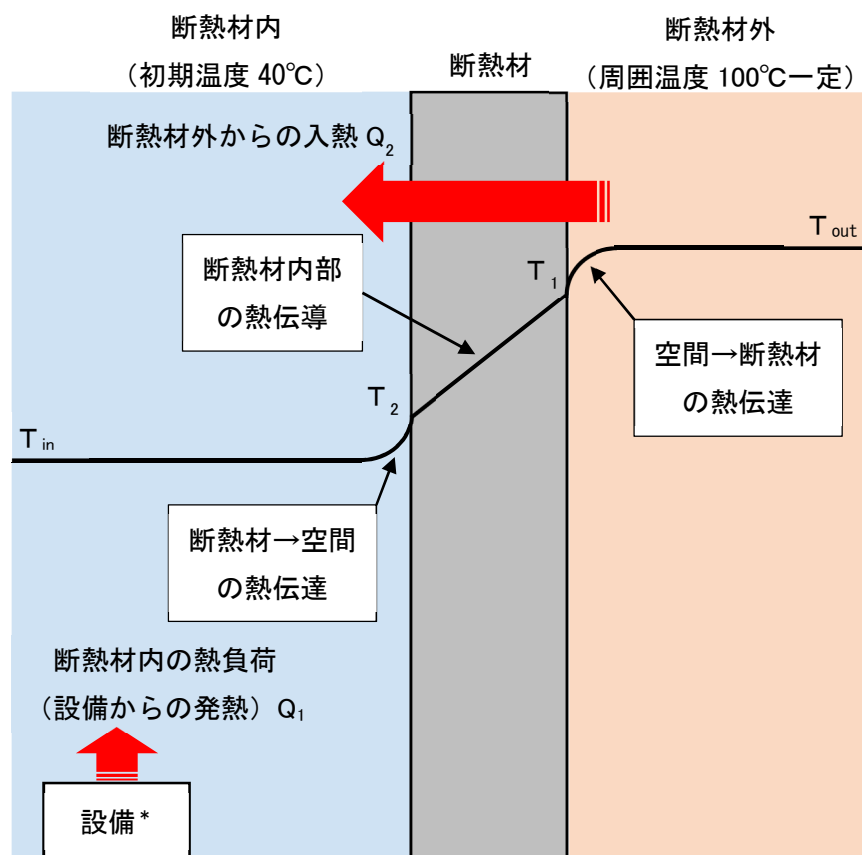 断熱材内
（初期温度 40℃）
断熱材
断熱材外
（周囲温度 100℃一定）
断熱材外からの入熱 Q₂
T out
断熱材内部
の熱伝導
T ₁
空間→断熱材
の熱伝達
T ₂
T in
断熱材→空間
の熱伝達
断熱材内の熱負荷
（設備からの発熱）Q₁
設備*